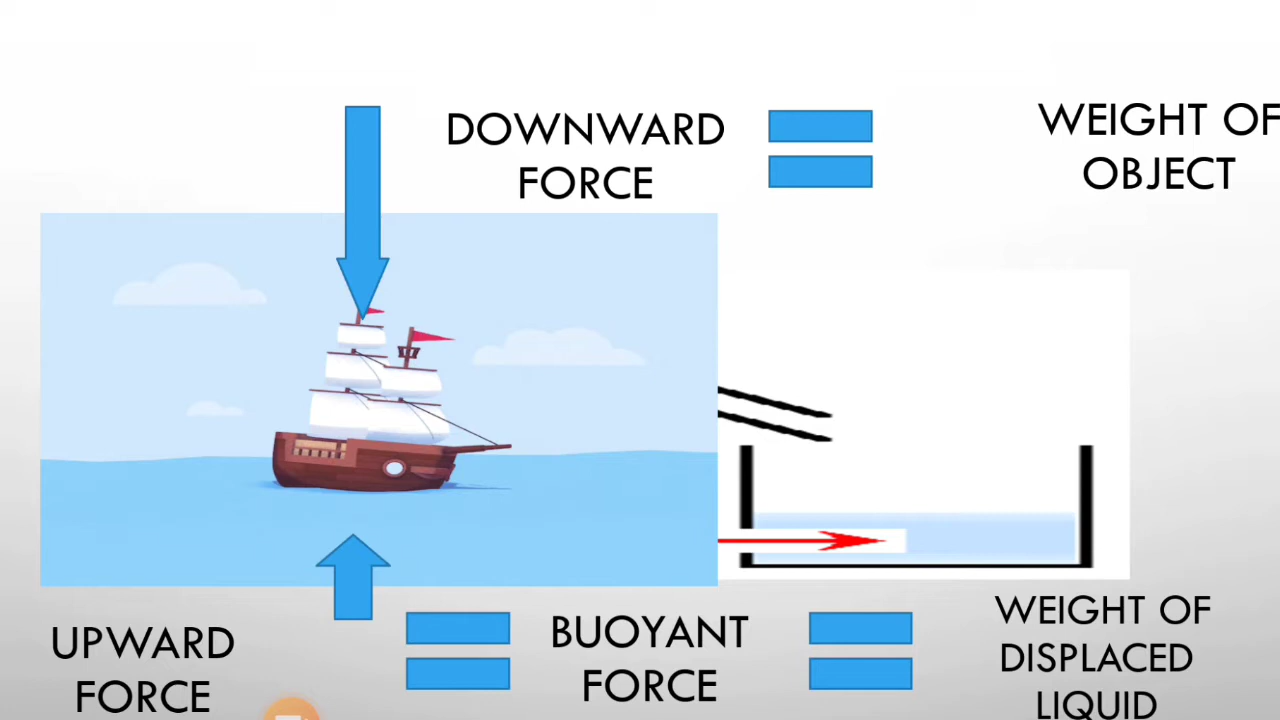 DOWNWARD
FORCE
WEIGHT OF
OBJECT
UPWARD
FORCE
BUOYANT
FORCE
WEIGHT OF
DISPLACED
LIQUID